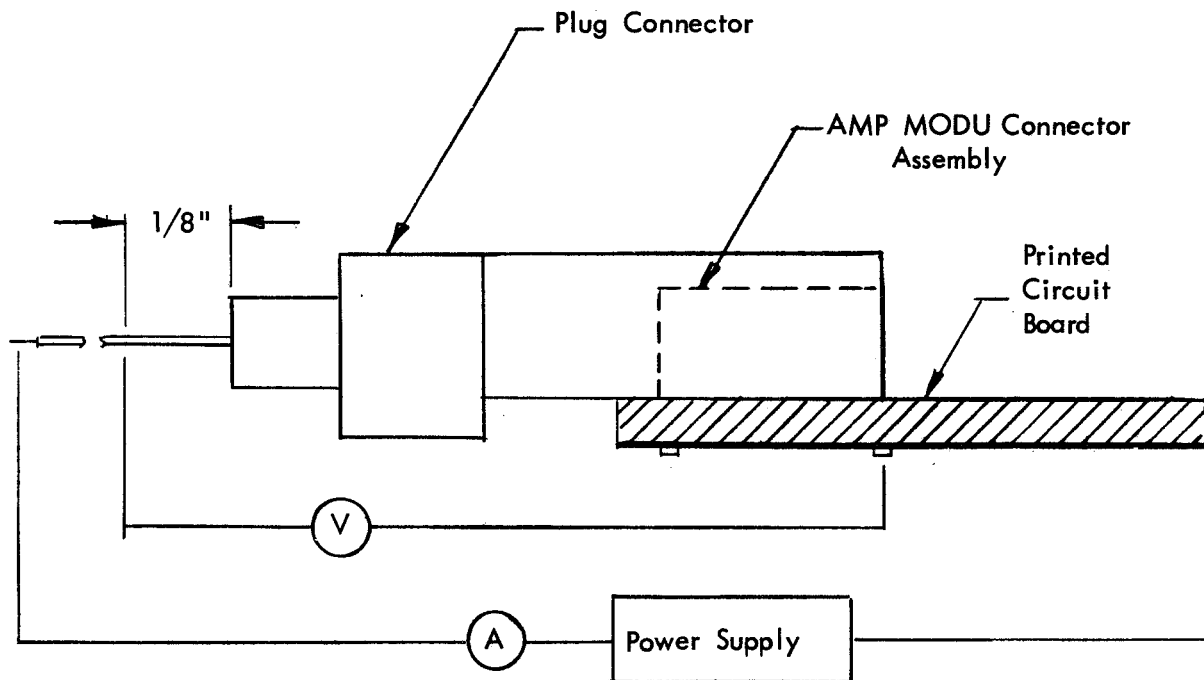 Plug Connector
AMP MODU Connector
Assembly
1/8"
Printed
Circuit
Board
V
A
Power Supply